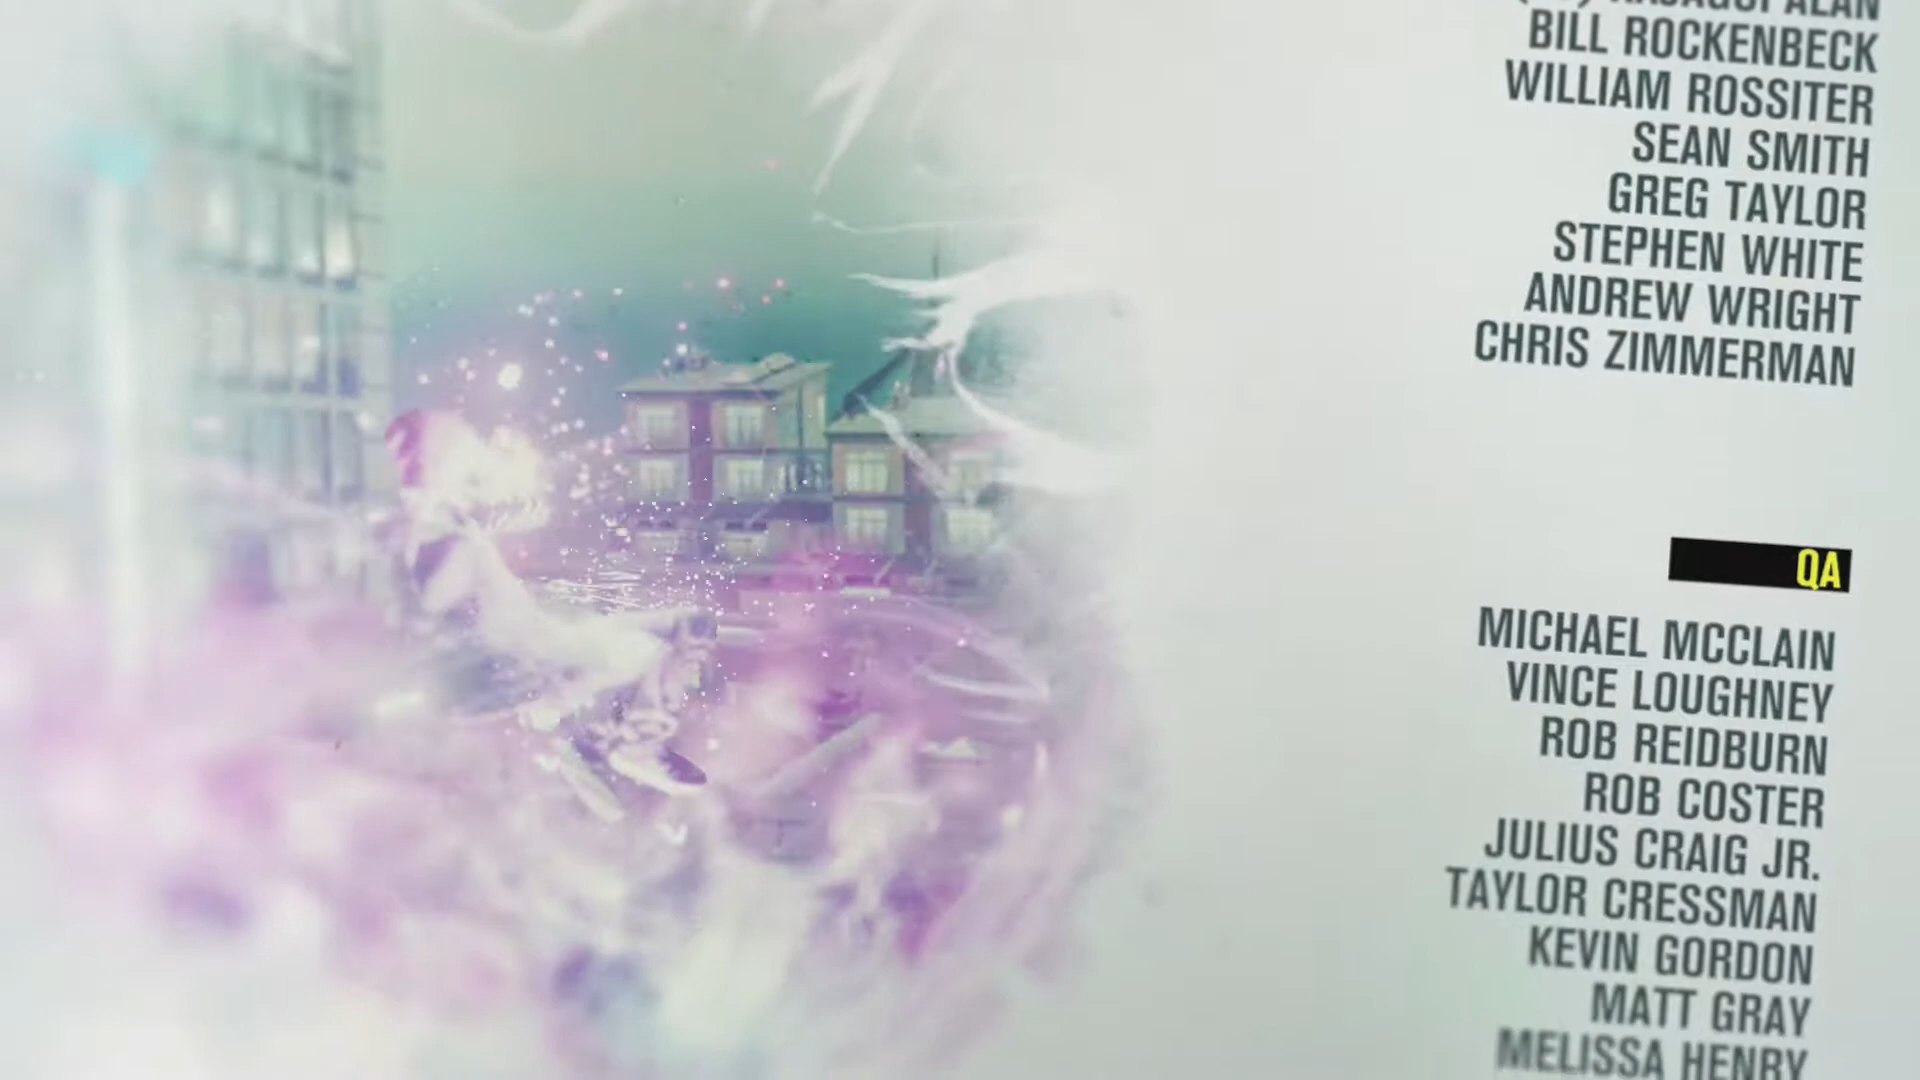 BILL ROCKENBECK
WILLIAM ROSSITER
SEAN SMITH
GREG TAYLOR
STEPHEN WHITE
ANDREW WRIGHT
CHRIS ZIMMERMAN
QA
MICHAEL MCCLAIN
VINCE LOUGHNEY
ROB REIDBURN
ROB COSTER
JULIUS CRAIG JR.
TAYLOR CRESSMAN
KEVIN GORDON
MATT GRAY
MELISSA HENRY